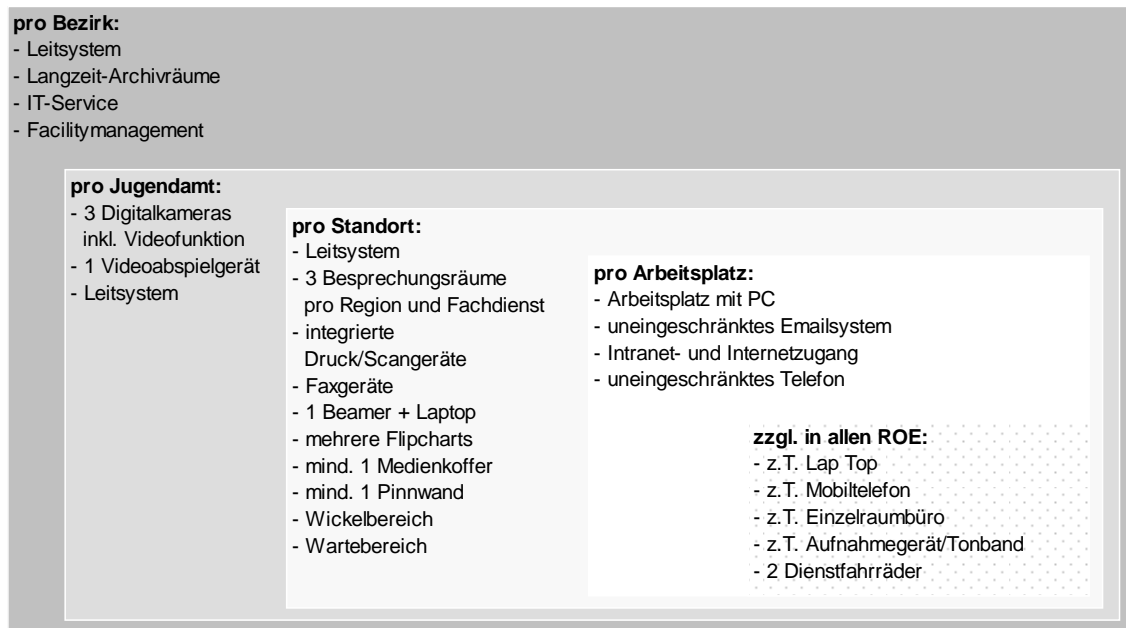 pro Bezirk:
- Leitsystem
- Langzeit-Archivräume
- IT-Service
- Facilitymanagement
pro Jugendamt:
- 3 Digitalkameras
inkl. Videofunktion
- 1 Videoabspielgerät
- Leitsystem
pro Standort:
- Leitsystem
- 3 Besprechungsräume
pro Region und Fachdienst
- integrierte
Druck/Scangeräte
- Faxgeräte
- 1 Beamer + Laptop
- mehrere Flipcharts
- mind. 1 Medienkoffer
- mind. 1 Pinnwand
- Wickelbereich
- Wartebereich
pro Arbeitsplatz:
- Arbeitsplatz mit PC
- uneingeschränktes Emailsystem
- Intranet- und Internetzugang
- uneingeschränktes Telefon
zzgl. in allen ROE:
- z.T. Lap Top
- z.T. Mobiltelefon
- z.T. Einzelraumbüro
- z.T. Aufnahmegerät/Tonband
- 2 Dienstfahrräder